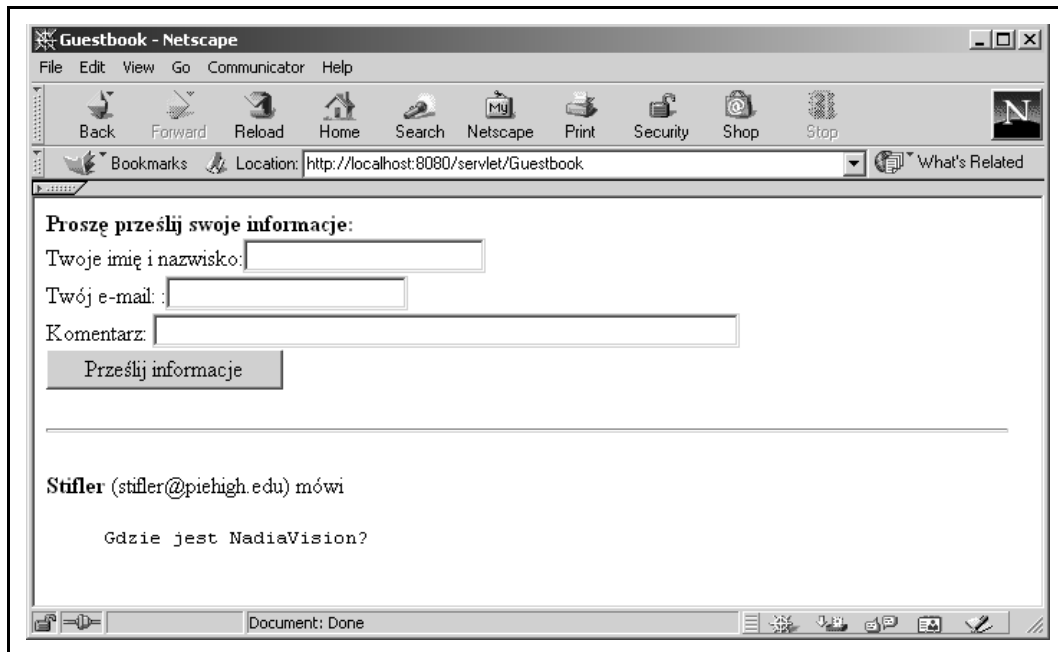 Guestbook - Netscape
File Edit View Go Communicator Help
Back Forward Reload Home Search Netscape Print Security Shop Stop
My
N
Bookmarks Location: http://localhost:8080/servlet/Guestbook What's Related
Proszę prześlij swoje informacje:
Twoje imię i nazwisko:
Twój e-mail: :
Komentarz:
Prześlij informacje
Stifler (stifler@piehigh.edu) mówi
Gdzie jest NadiaVision?
Document: Done